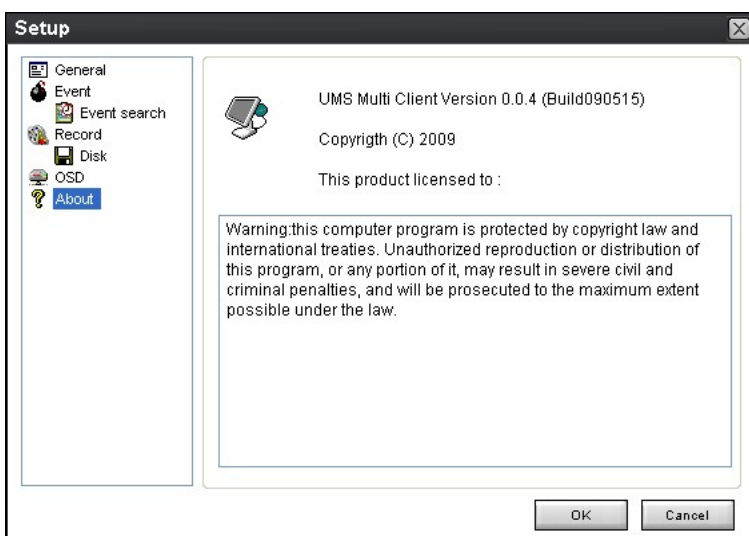 Setup
General
Event
Event search
Record
Disk
OSD
About
UMS Multi Client Version 0.0.4 (Build090515)
Copyrigth (C) 2009
This product licensed to :
Warning:this computer program is protected by copyright law and
international treaties. Unauthorized reproduction or distribution of
this program, or any portion of it, may result in severe civil and
criminal penalties, and will be prosecuted to the maximum extent
possible under the law.
OK
Cancel